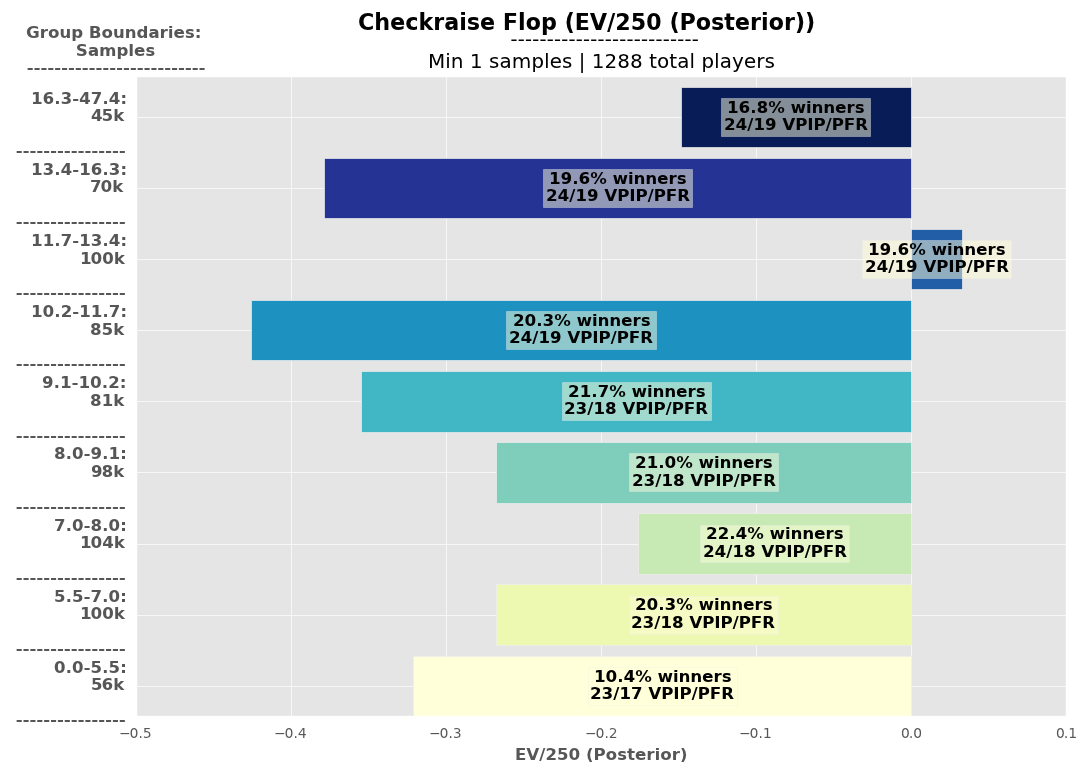 Checkraise Flop (EV/250 (Posterior))
---------------------------
Min 1 samples | 1288 total players
Group Boundaries:
Samples
--------------------------
16.3-47.4:
45k
16.8% winners
24/19 VPIP/PFR
----------------
13.4-16.3:
70k
19.6% winners
24/19 VPIP/PFR
----------------
11.7-13.4:
100k
19.6% winners
24/19 VPIP/PFR
----------------
10.2-11.7:
85k
20.3% winners
24/19 VPIP/PFR
----------------
9.1-10.2:
81k
21.7% winners
23/18 VPIP/PFR
----------------
8.0-9.1:
98k
21.0% winners
23/18 VPIP/PFR
----------------
7.0-8.0:
104k
22.4% winners
24/18 VPIP/PFR
----------------
5.5-7.0:
100k
20.3% winners
23/18 VPIP/PFR
----------------
0.0-5.5:
56k
10.4% winners
23/17 VPIP/PFR
----------------
−0.5 −0.4 −0.3 −0.2 −0.1 0.0 0.1
EV/250 (Posterior)